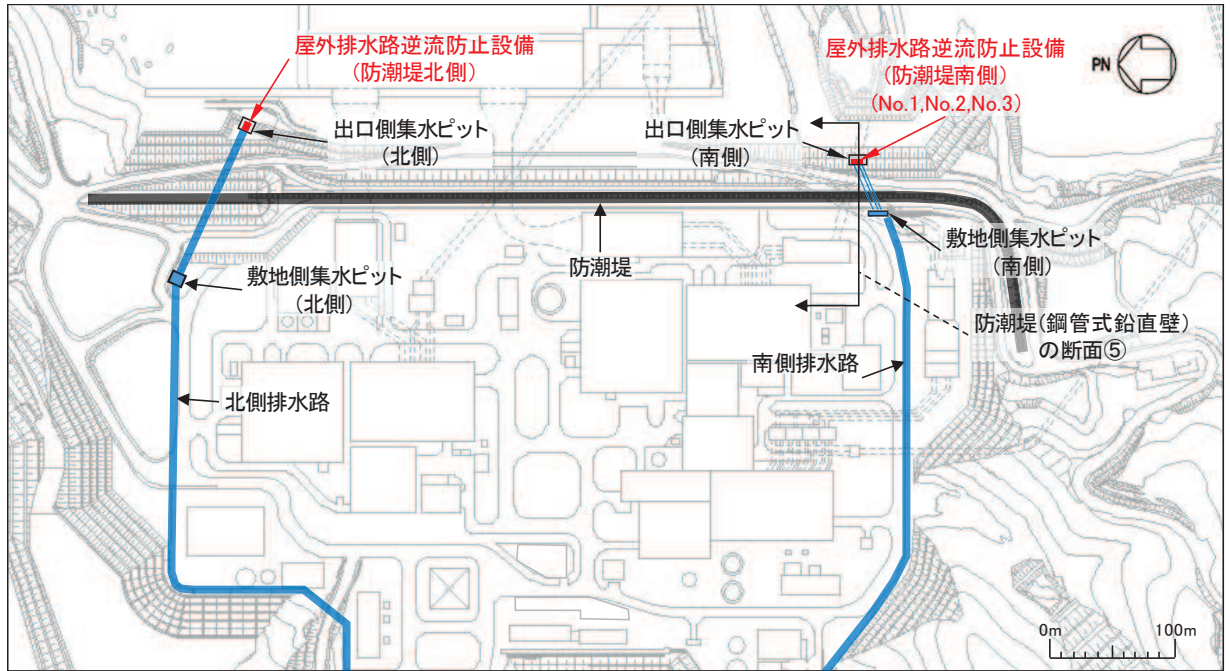 屋外排水路逆流防止設備
(防潮堤北側)
屋外排水路逆流防止設備
(防潮堤南側)
(No.1,No.2,No.3)
PN
出口側集水ピット
(北側)
出口側集水ピット
(南側)
敷地側集水ピット
(北側)
防潮堤
敷地側集水ピット
(南側)
防潮堤(鋼管式鉛直壁)
の断面⑤
北側排水路
南側排水路
0m 100m